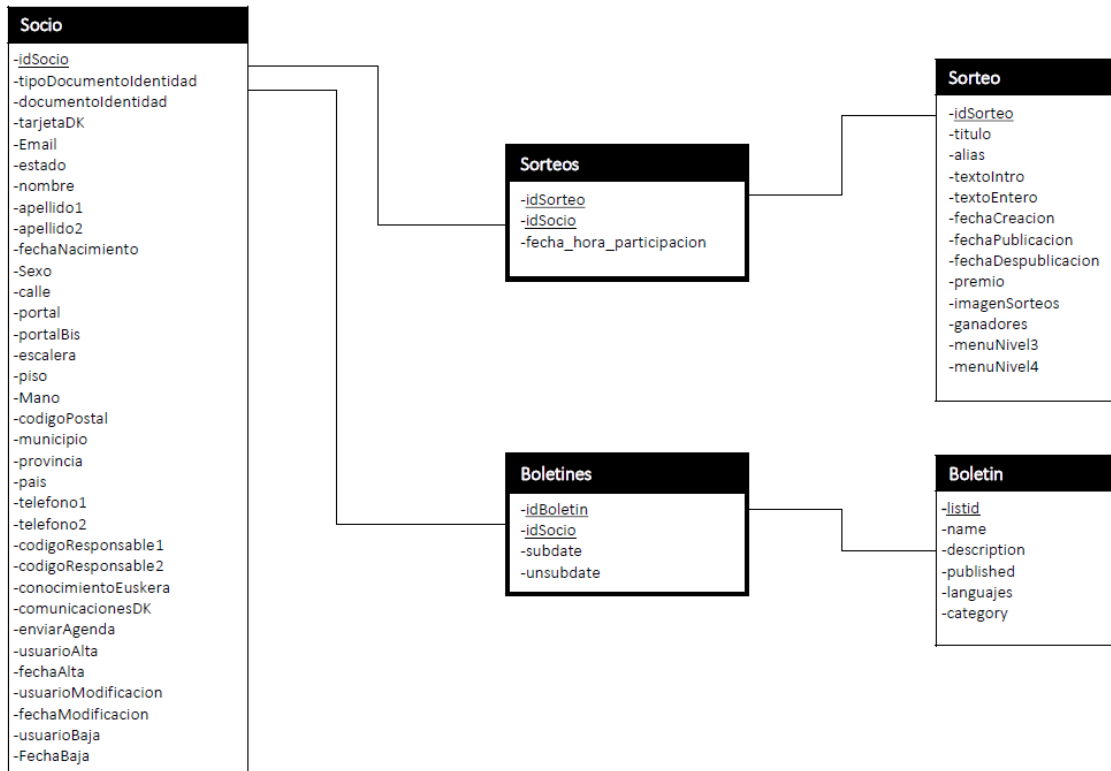 Socio
-idSocio
-tipoDocumentoIdentidad
-documentoIdentidad
-tarjetaDK
-Email
-estado
-nombre
-apellido1
-apellido2
-fechaNacimiento
-Sexo
-calle
-portal
-portalBis
-escalera
-piso
-Mano
-codigoPostal
-municipio
-provincia
-pais
-telefono1
-telefono2
-codigoResponsable1
-codigoResponsable2
-conocimientoEuskera
-comunicacionesDK
-enviarAgenda
-usuarioAlta
-fechaAlta
-usuarioModificacion
-fechaModificacion
-usuarioBaja
-FechaBaja
Sorteos
-idSorteo
-idSocio
-fecha_hora_participacion
Sorteo
-idSorteo
-titulo
-alias
-textoIntro
-textoEntero
-fechaCreacion
-fechaPublicacion
-fechaDespublicacion
-premio
-imagenSorteos
-ganadores
-menuNivel3
-menuNivel4
Boletines
-idBoletin
-idSocio
-subdate
-unsubdate
Boletin
-listid
-name
-description
-published
-languajes
-category